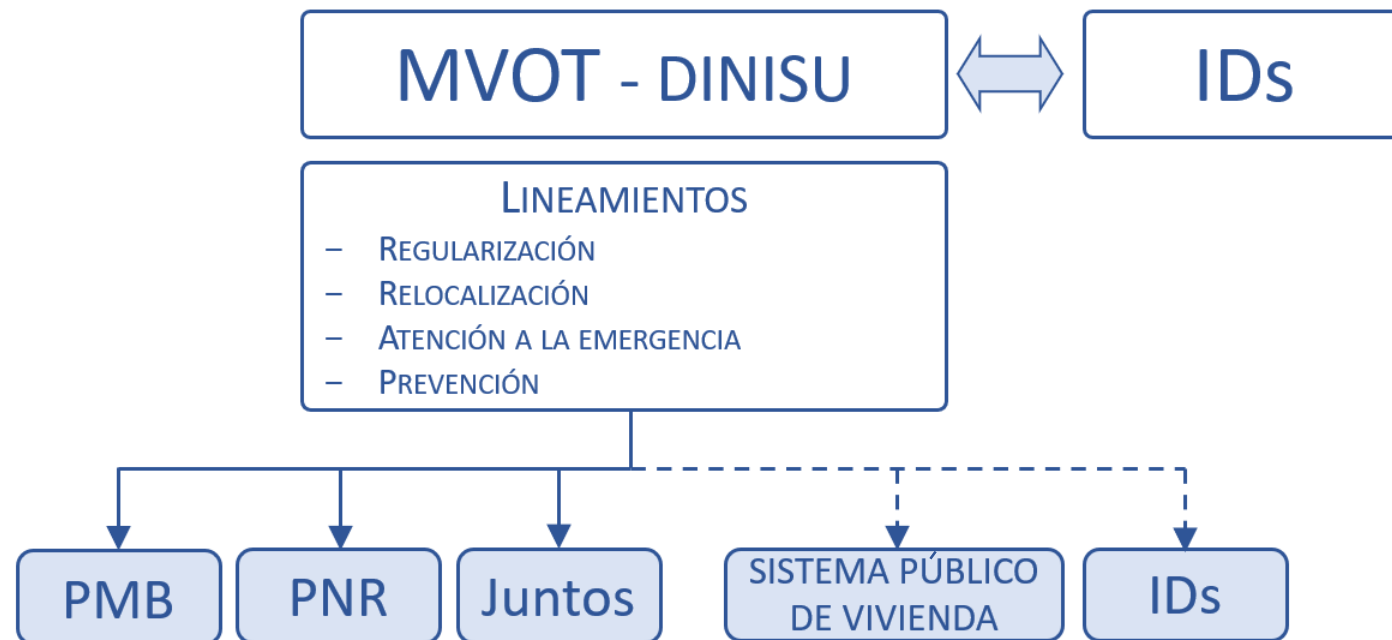 MVOT - DINISU
IDs
LINEAMIENTOS
– REGULARIZACIÓN
– RELOCALIZACIÓN
– ATENCIÓN A LA EMERGENCIA
– PREVENCIÓN
PMB
PNR
Juntos
SISTEMA PÚBLICO
DE VIVIENDA
IDs